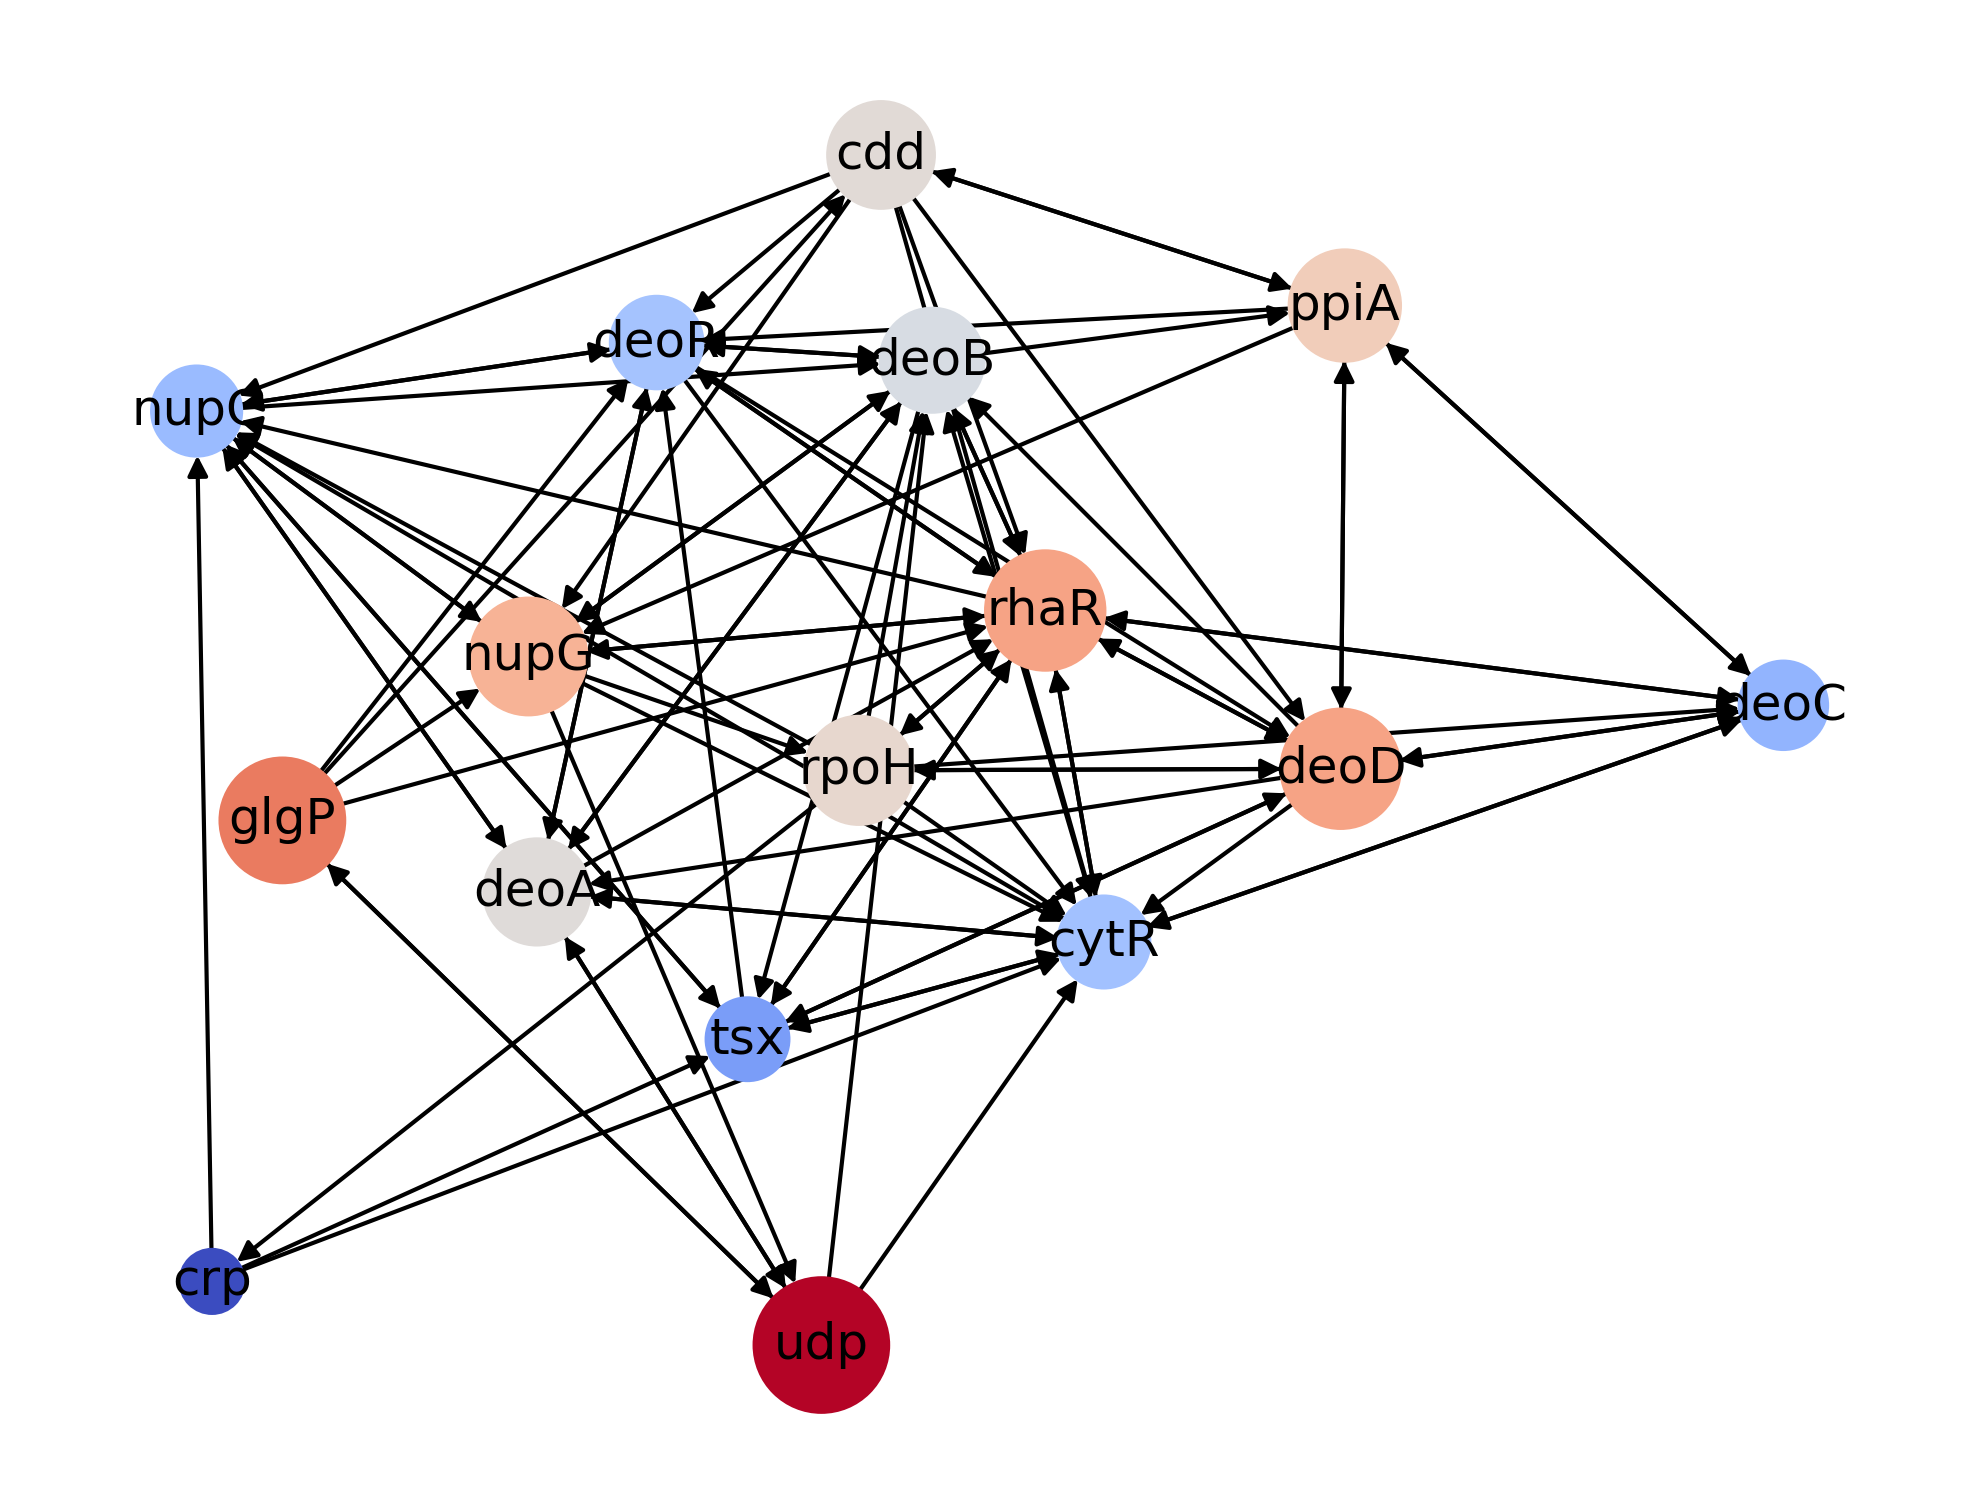 cdd
ppiA
deoR
deoB
nupC
rhaR
nupG
deoC
rpoH
deoD
glgP
deoA
cytR
tsx
crp
udp